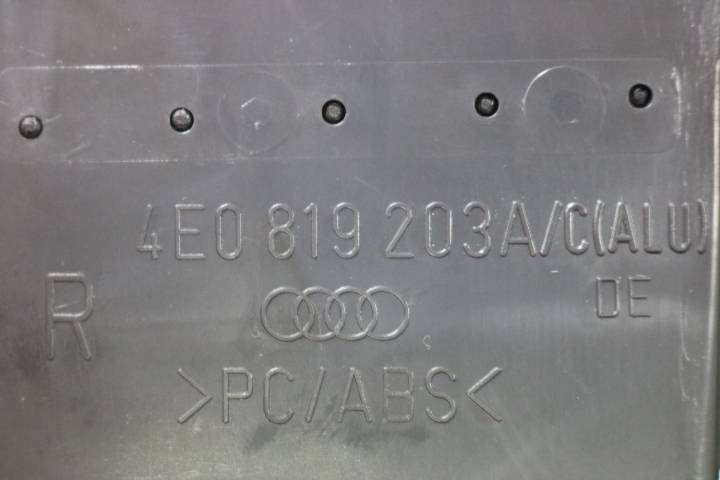 4E0 819 203A/C(ALU)
R
DE
>PC/ABS<